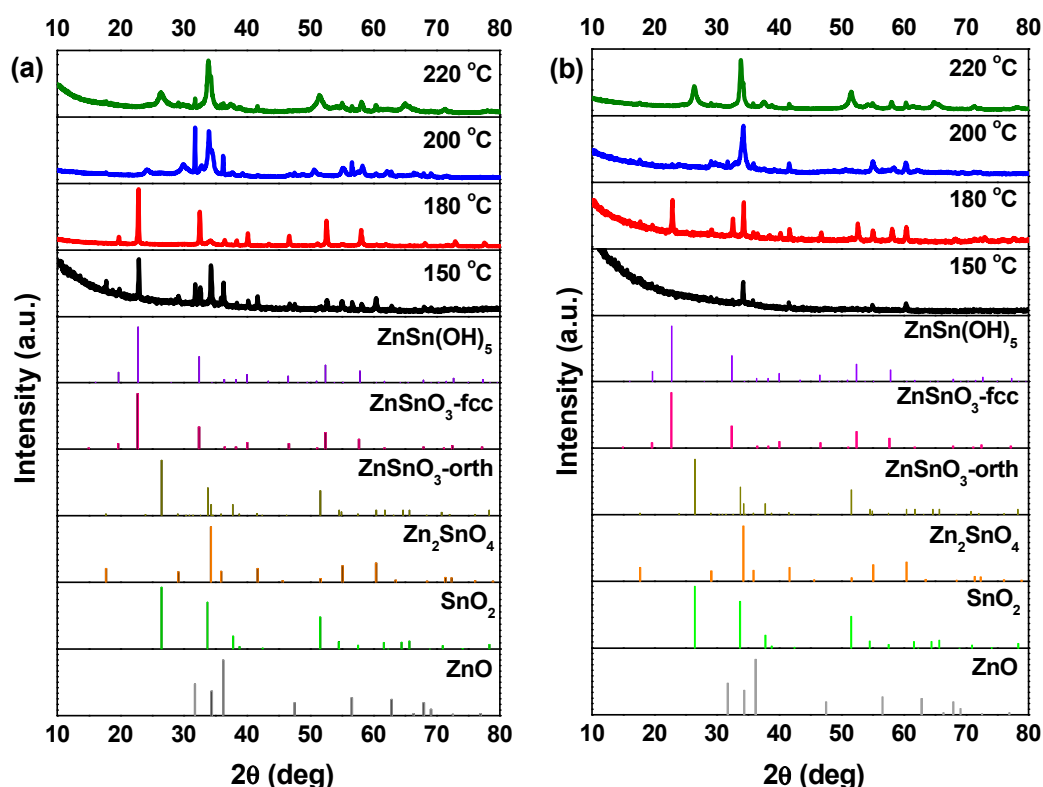 (a)
10 20 30 40 50 60 70 80
220 °C
200 °C
180 °C
150 °C
ZnSn(OH)₅
ZnSnO₃-fcc
ZnSnO₃-orth
Zn₂SnO₄
SnO₂
ZnO
10 20 30 40 50 60 70 80
2θ (deg)
Intensity (a.u.)
(b)
10 20 30 40 50 60 70 80
220 °C
200 °C
180 °C
150 °C
ZnSn(OH)₅
ZnSnO₃-fcc
ZnSnO₃-orth
Zn₂SnO₄
SnO₂
ZnO
10 20 30 40 50 60 70 80
2θ (deg)
Intensity (a.u.)